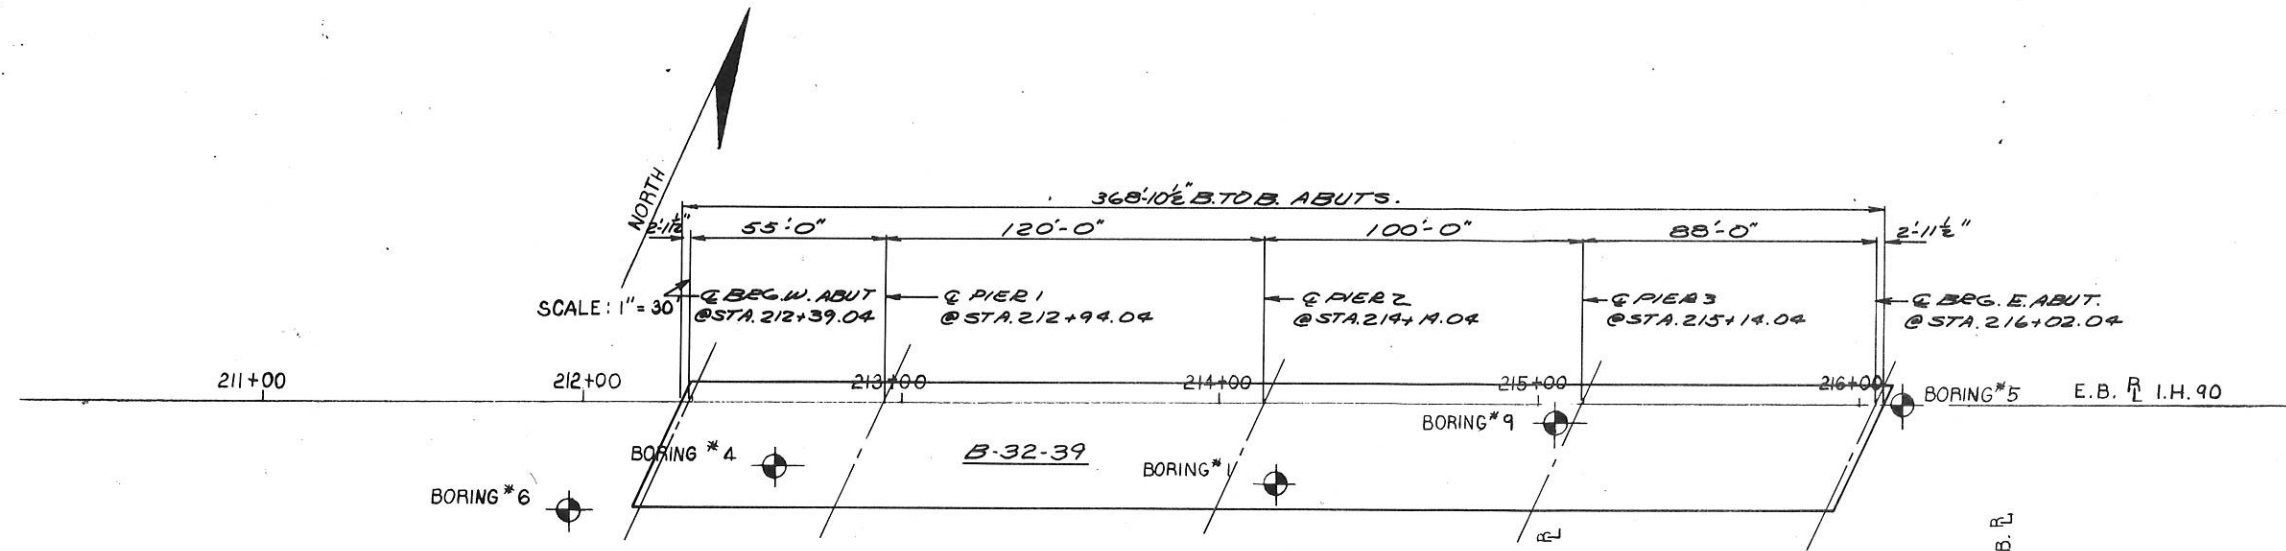 NORTH
368'-10½" B. TO B. ABUTS.
55'-0"
120'-0"
100'-0"
88'-0"
2'-11½"
SCALE: 1" = 30'
℄ BRG. W. ABUT
@ STA. 212+39.04
℄ PIER 1
@ STA. 212+94.04
℄ PIER 2
@ STA. 214+14.04
℄ PIER 3
@ STA. 215+14.04
℄ BRG. E. ABUT.
@ STA. 216+02.04
211+00
212+00
213+00
214+00
215+00
216+00
BORING #5
E.B. RL I.H. 90
BORING #9
BORING #4
B-32-39
BORING #1
BORING #6
RL
B. RL